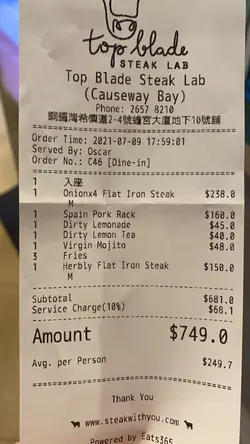 top blade
STEAK LAB
Top Blade Steak Lab
(Causeway Bay)
Phone: 2657 8210
銅鑼灣希慎道2-4號蟾宮大廈地下10號舖
Order Time: 2021-07-09 17:59:01
Served By: Oscar
Order No.: C46 [Dine-in]
1 入座
1 Onionx4 Flat Iron Steak $238.0
M
1 Spain Pork Rack $160.0
1 Dirty Lemonade $45.0
1 Dirty Lemon Tea $40.0
1 Virgin Mojito $48.0
3 Fries
1 Herbly Flat Iron Steak $150.0
M
Subtotal $681.0
Service Charge(10%) $68.1
Amount $749.0
Avg. per Person $249.7
Thank You
www.steakwithyou.com
Powered by Eats365